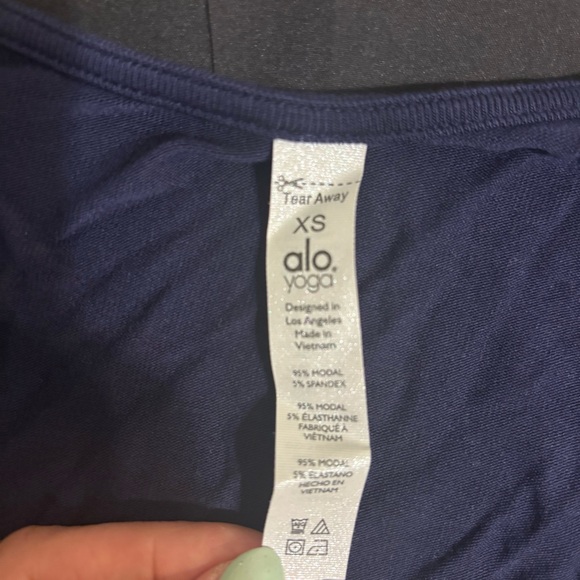 Tear Away
XS
alo®
yoga
Designed in
Los Angeles
Made in
Vietnam
95% MODAL
5% SPANDEX
95% MODAL
5% ÉLASTHANNE
FABRIQUÉ À
VIÊTNAM
95% MODAL
5% ELASTANO
HECHO EN
VIETNAM